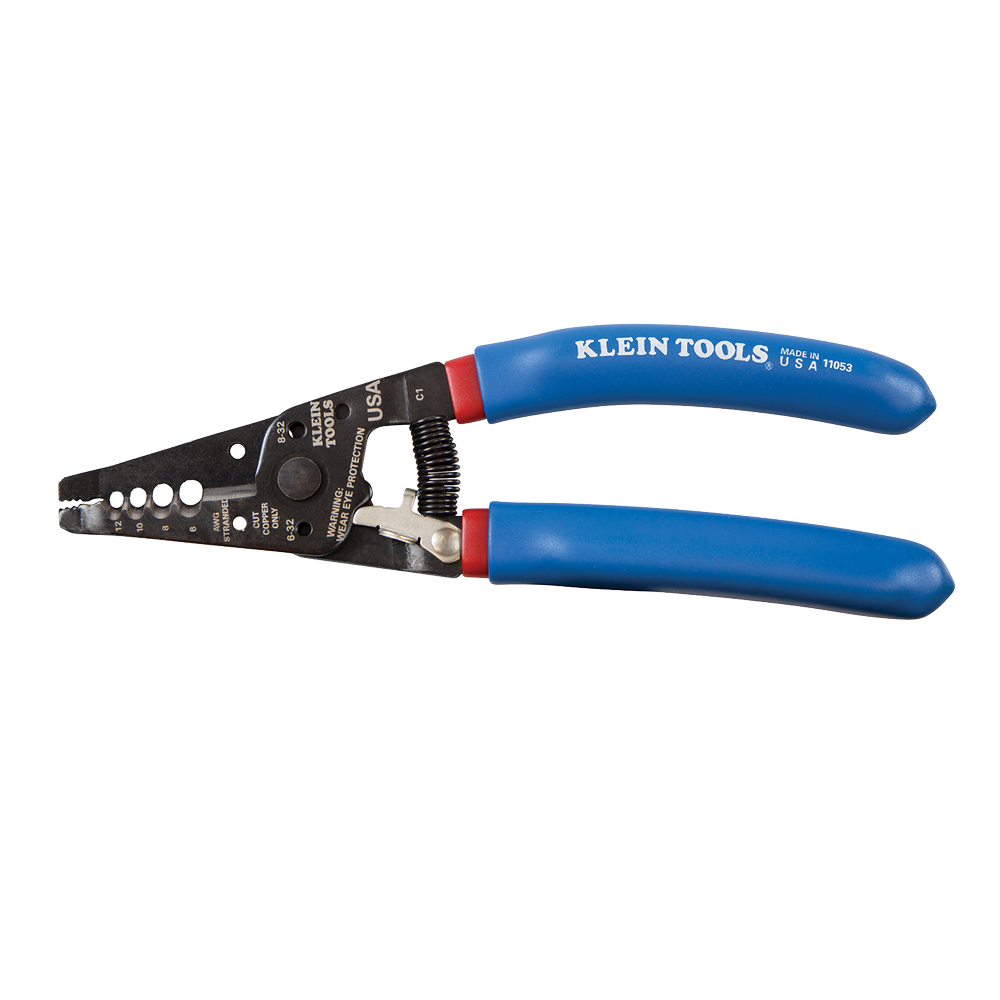 KLEIN TOOLS®
MADE IN
U S A
11053
C1
USA
KLEIN
TOOLS
8-32
WARNING:
WEAR EYE PROTECTION
6-32
CUT
COPPER
ONLY
AWG
STRANDED
12
10
8
6